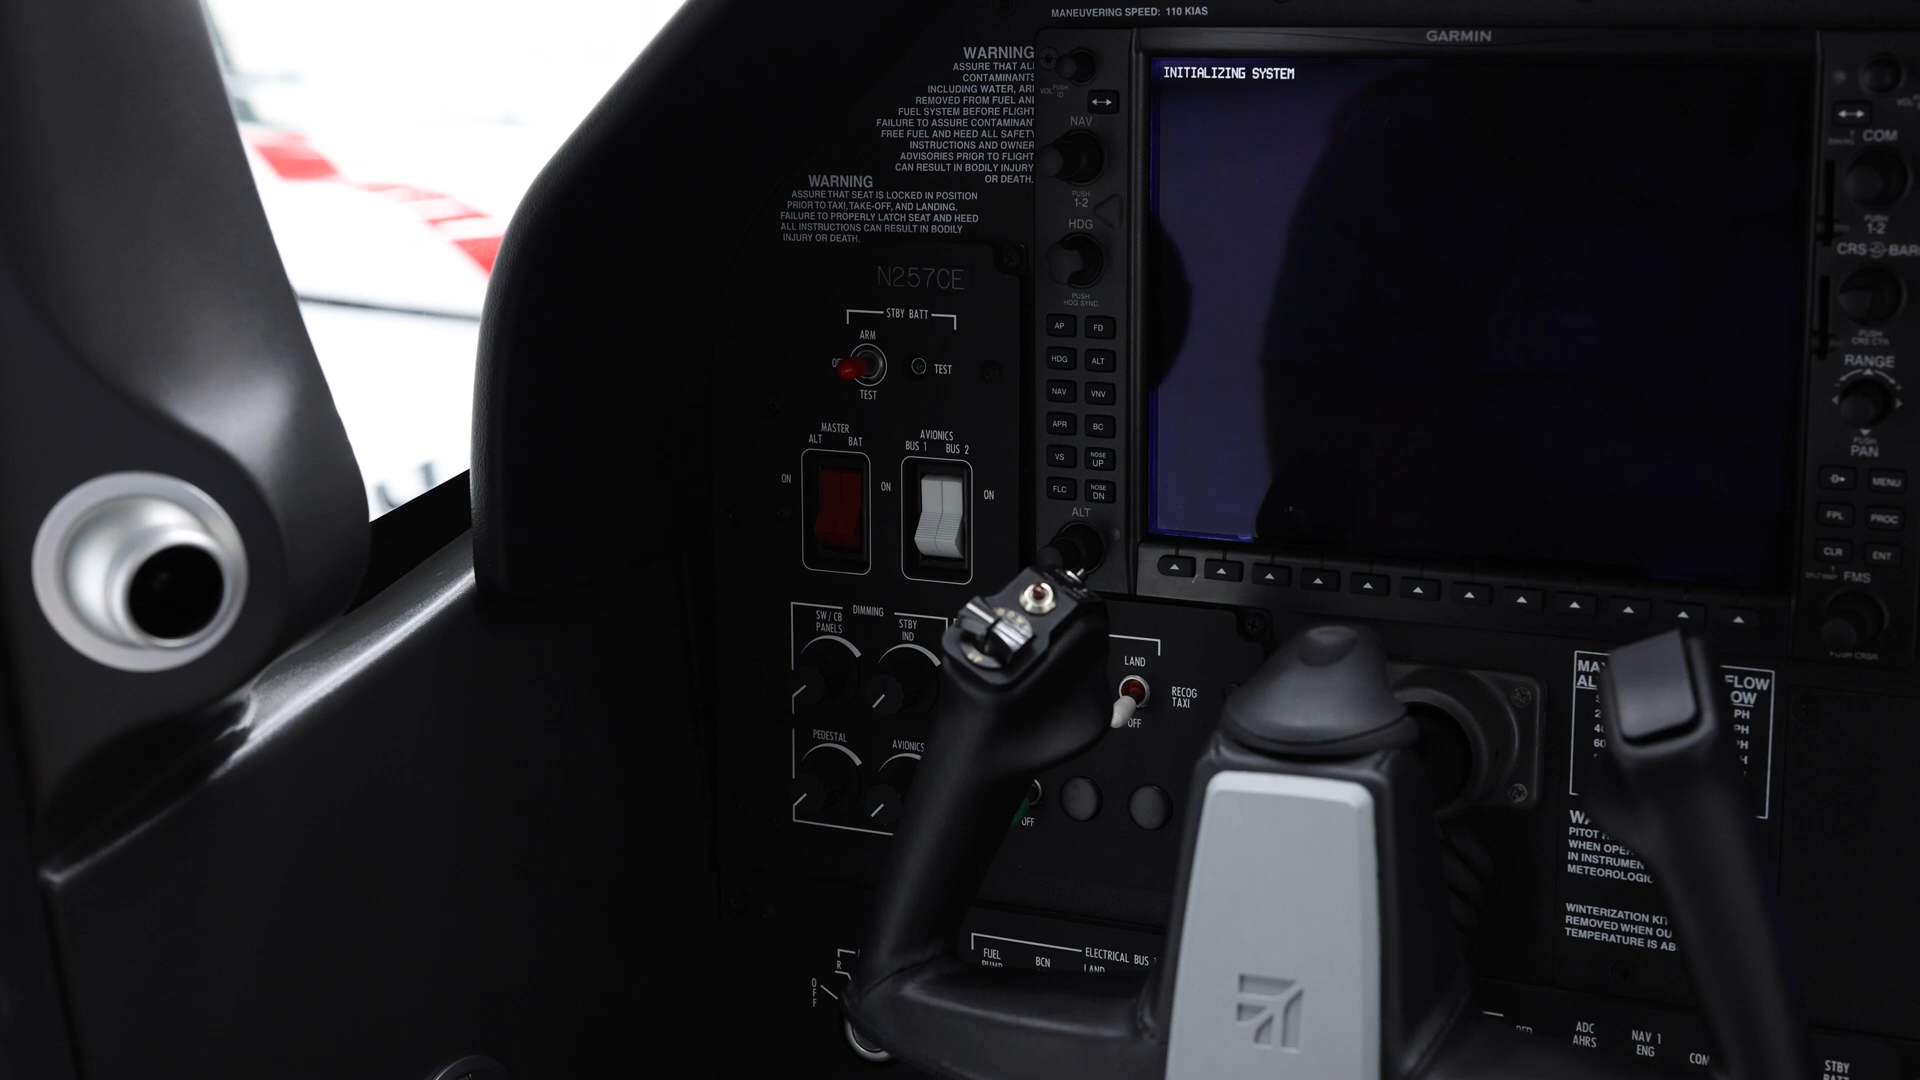 MANEUVERING SPEED: 110 KIAS
GARMIN
INITIALIZING SYSTEM
WARNING
ASSURE THAT AL
CONTAMINANTS
INCLUDING WATER, AR
REMOVED FROM FUEL AN
FUEL SYSTEM BEFORE FLIGHT
FAILURE TO ASSURE CONTAMINAN
FREE FUEL AND HEED ALL SAFETY
INSTRUCTIONS AND OWNER
ADVISORIES PRIOR TO FLIGHT
CAN RESULT IN BODILY INJURY
OR DEATH.
WARNING
ASSURE THAT SEAT IS LOCKED IN POSITION
PRIOR TO TAXI, TAKE-OFF, AND LANDING.
FAILURE TO PROPERLY LATCH SEAT AND HEED
ALL INSTRUCTIONS CAN RESULT IN BODILY
INJURY OR DEATH.
N257CE
STBY BATT
ARM
TEST
TEST
MASTER
ALT BAT
ON
AVIONICS
BUS 1 BUS 2
ON
ON
DIMMING
SW / CB
PANELS
STBY
IND
PEDESTAL
AVIONICS
VOL PUSH ID
NAV
PUSH
1-2
HDG
PUSH
HDG SYNC
AP FD
HDG ALT
NAV VNV
APR BC
VS NOSE UP
FLC NOSE DN
ALT
LAND
RECOG
TAXI
OFF
OFF
COM
PUSH
1-2
CRS BAR
PUSH
CRS CTR
RANGE
PUSH
PAN
D MENU
FPL PROC
CLR ENT
FMS
PUSH CRSR
MA
AL
FLOW
OW
PH
PH
PITOT
WHEN OPE
IN INSTRUMEN
METEOROLOGIC
WINTERIZATION KIT
REMOVED WHEN OU
TEMPERATURE IS AB
ELECTRICAL BUS 1
FUEL
PUMP
BCN
LAND
OFF
R
ADC
AHRS
NAV 1
ENG
COM
STBY
BATT